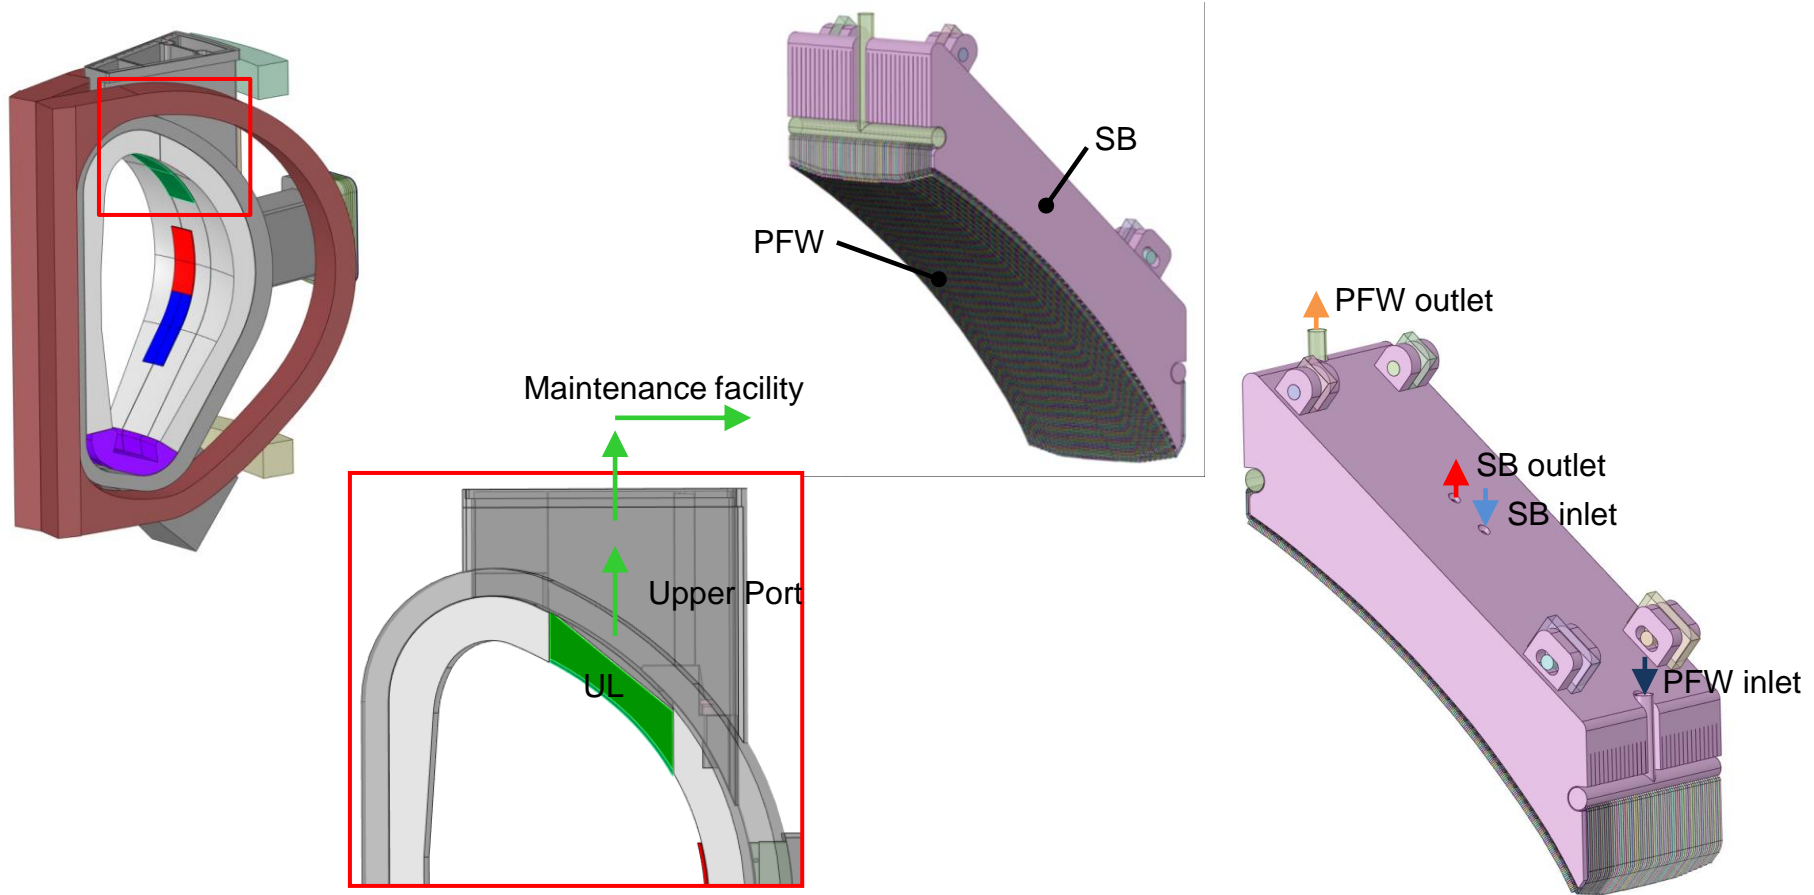 SB
PFW
PFW outlet
Maintenance facility
SB outlet
SB inlet
Upper Port
UL
PFW inlet